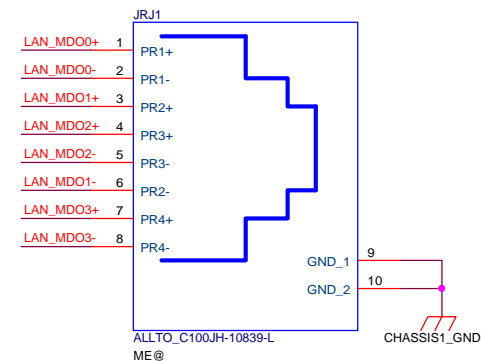 JRJ1
LAN_MDO0+ 1 PR1+
LAN_MDO0- 2 PR1-
LAN_MDO1+ 3 PR2+
LAN_MDO2+ 4 PR3+
LAN_MDO2- 5 PR3-
LAN_MDO1- 6 PR2-
LAN_MDO3+ 7 PR4+
LAN_MDO3- 8 PR4-
GND_1 9
GND_2 10
ALLTO_C100JH-10839-L CHASSIS1_GND
ME@